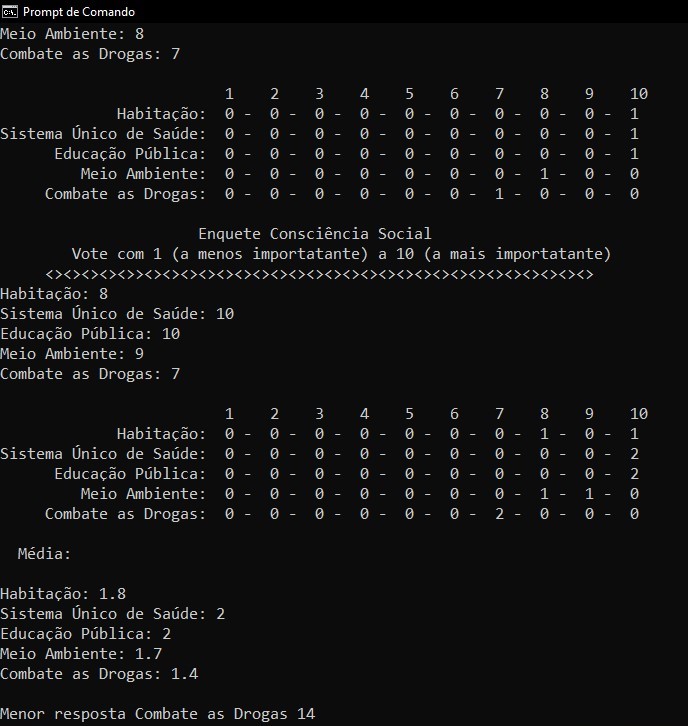 Prompt de Comando
Meio Ambiente: 8
Combate as Drogas: 7
1 2 3 4 5 6 7 8 9 10
Habitação: 0 - 0 - 0 - 0 - 0 - 0 - 0 - 0 - 0 - 1
Sistema Único de Saúde: 0 - 0 - 0 - 0 - 0 - 0 - 0 - 0 - 0 - 1
Educação Pública: 0 - 0 - 0 - 0 - 0 - 0 - 0 - 0 - 0 - 1
Meio Ambiente: 0 - 0 - 0 - 0 - 0 - 0 - 0 - 1 - 0 - 0
Combate as Drogas: 0 - 0 - 0 - 0 - 0 - 0 - 1 - 0 - 0 - 0
Enquete Consciência Social
Vote com 1 (a menos importatante) a 10 (a mais importatante)
<><><><>><><><><><><><><><><><><><><><><><><><><><><><><><><>
Habitação: 8
Sistema Único de Saúde: 10
Educação Pública: 10
Meio Ambiente: 9
Combate as Drogas: 7
1 2 3 4 5 6 7 8 9 10
Habitação: 0 - 0 - 0 - 0 - 0 - 0 - 0 - 1 - 0 - 1
Sistema Único de Saúde: 0 - 0 - 0 - 0 - 0 - 0 - 0 - 0 - 0 - 2
Educação Pública: 0 - 0 - 0 - 0 - 0 - 0 - 0 - 0 - 0 - 2
Meio Ambiente: 0 - 0 - 0 - 0 - 0 - 0 - 0 - 1 - 1 - 0
Combate as Drogas: 0 - 0 - 0 - 0 - 0 - 0 - 2 - 0 - 0 - 0
Média:
Habitação: 1.8
Sistema Único de Saúde: 2
Educação Pública: 2
Meio Ambiente: 1.7
Combate as Drogas: 1.4
Menor resposta Combate as Drogas 14